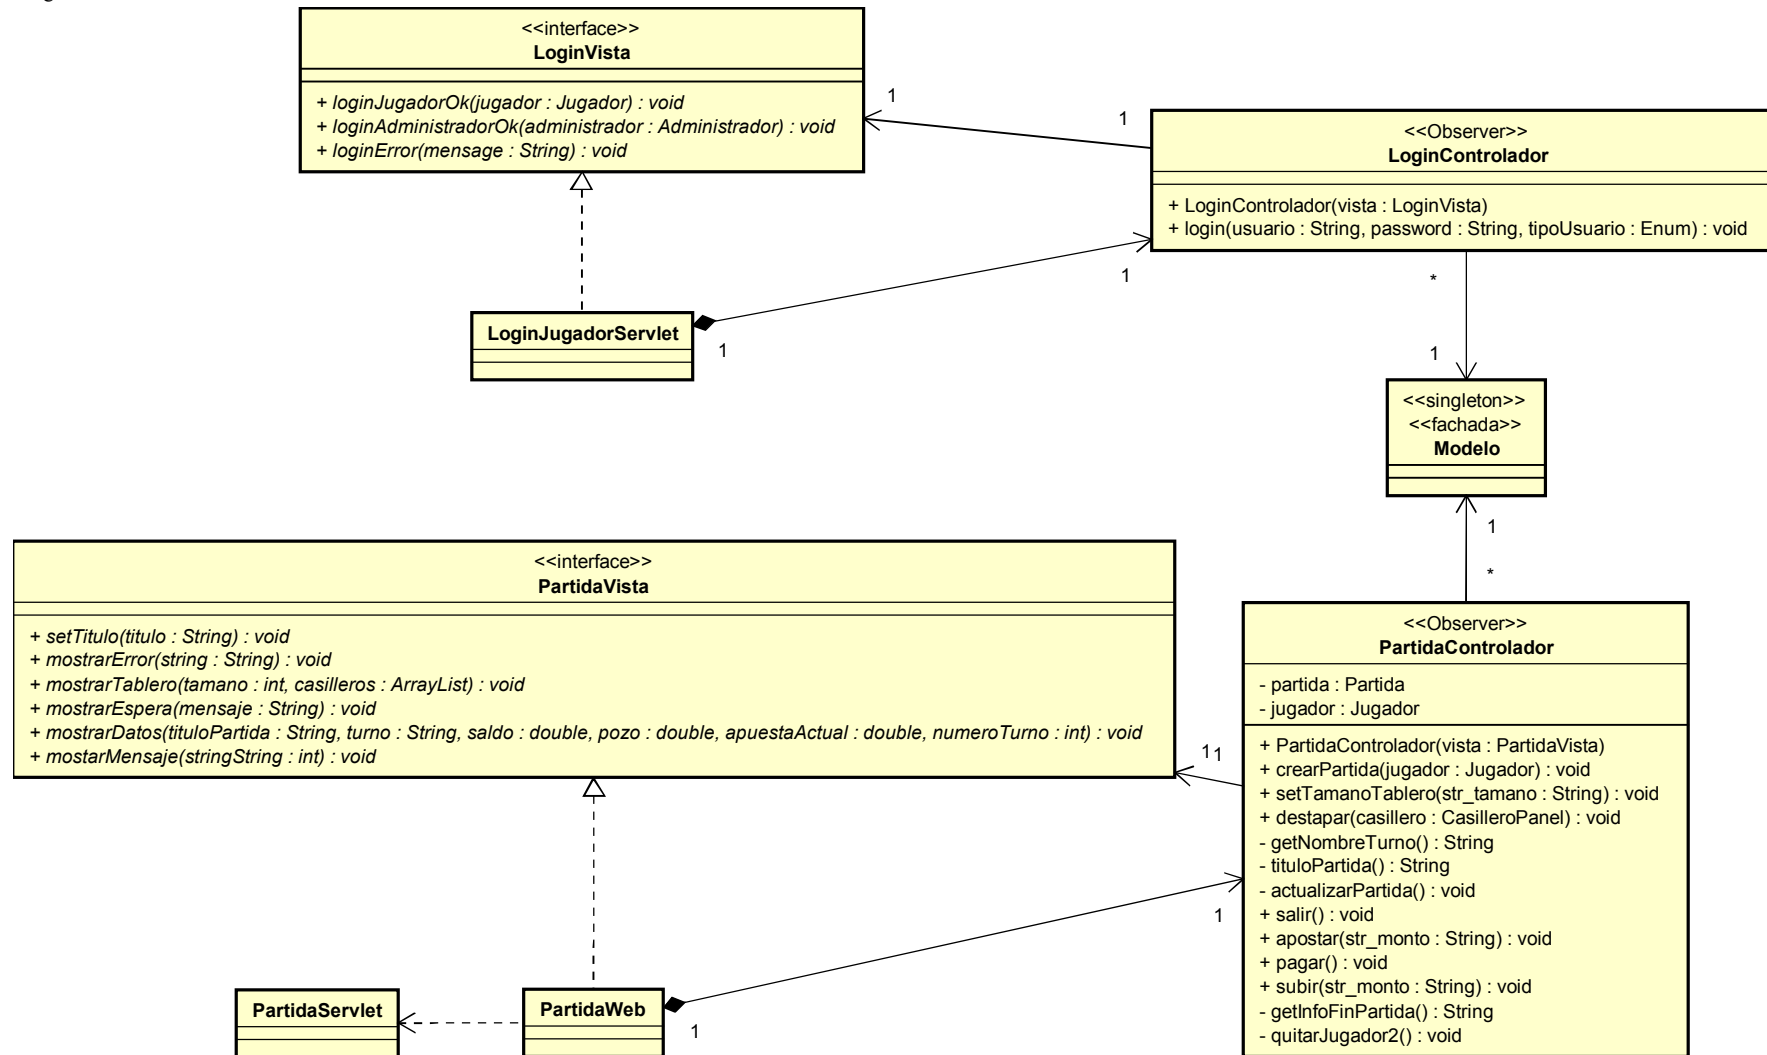 <<interface>>
LoginVista
+ loginJugadorOk(jugador : Jugador) : void
+ loginAdministradorOk(administrador : Administrador) : void
+ loginError(mensage : String) : void
1
1
<<Observer>>
LoginControlador
+ LoginControlador(vista : LoginVista)
+ login(usuario : String, password : String, tipoUsuario : Enum) : void
1
*
LoginJugadorServlet
1
1
<<singleton>>
<<fachada>>
Modelo
1
*
<<interface>>
PartidaVista
+ setTitulo(titulo : String) : void
+ mostrarError(string : String) : void
+ mostrarTablero(tamano : int, casilleros : ArrayList) : void
+ mostrarEspera(mensaje : String) : void
+ mostrarDatos(tituloPartida : String, turno : String, saldo : double, pozo : double, apuestaActual : double, numeroTurno : int) : void
+ mostarMensaje(stringString : int) : void
1
1
<<Observer>>
PartidaControlador
- partida : Partida
- jugador : Jugador
+ PartidaControlador(vista : PartidaVista)
+ crearPartida(jugador : Jugador) : void
+ setTamanoTablero(str_tamano : String) : void
+ destapar(casillero : CasilleroPanel) : void
- getNombreTurno() : String
- tituloPartida() : String
- actualizarPartida() : void
+ salir() : void
+ apostar(str_monto : String) : void
+ pagar() : void
+ subir(str_monto : String) : void
- getInfoFinPartida() : String
- quitarJugador2() : void
1
PartidaServlet
PartidaWeb
1